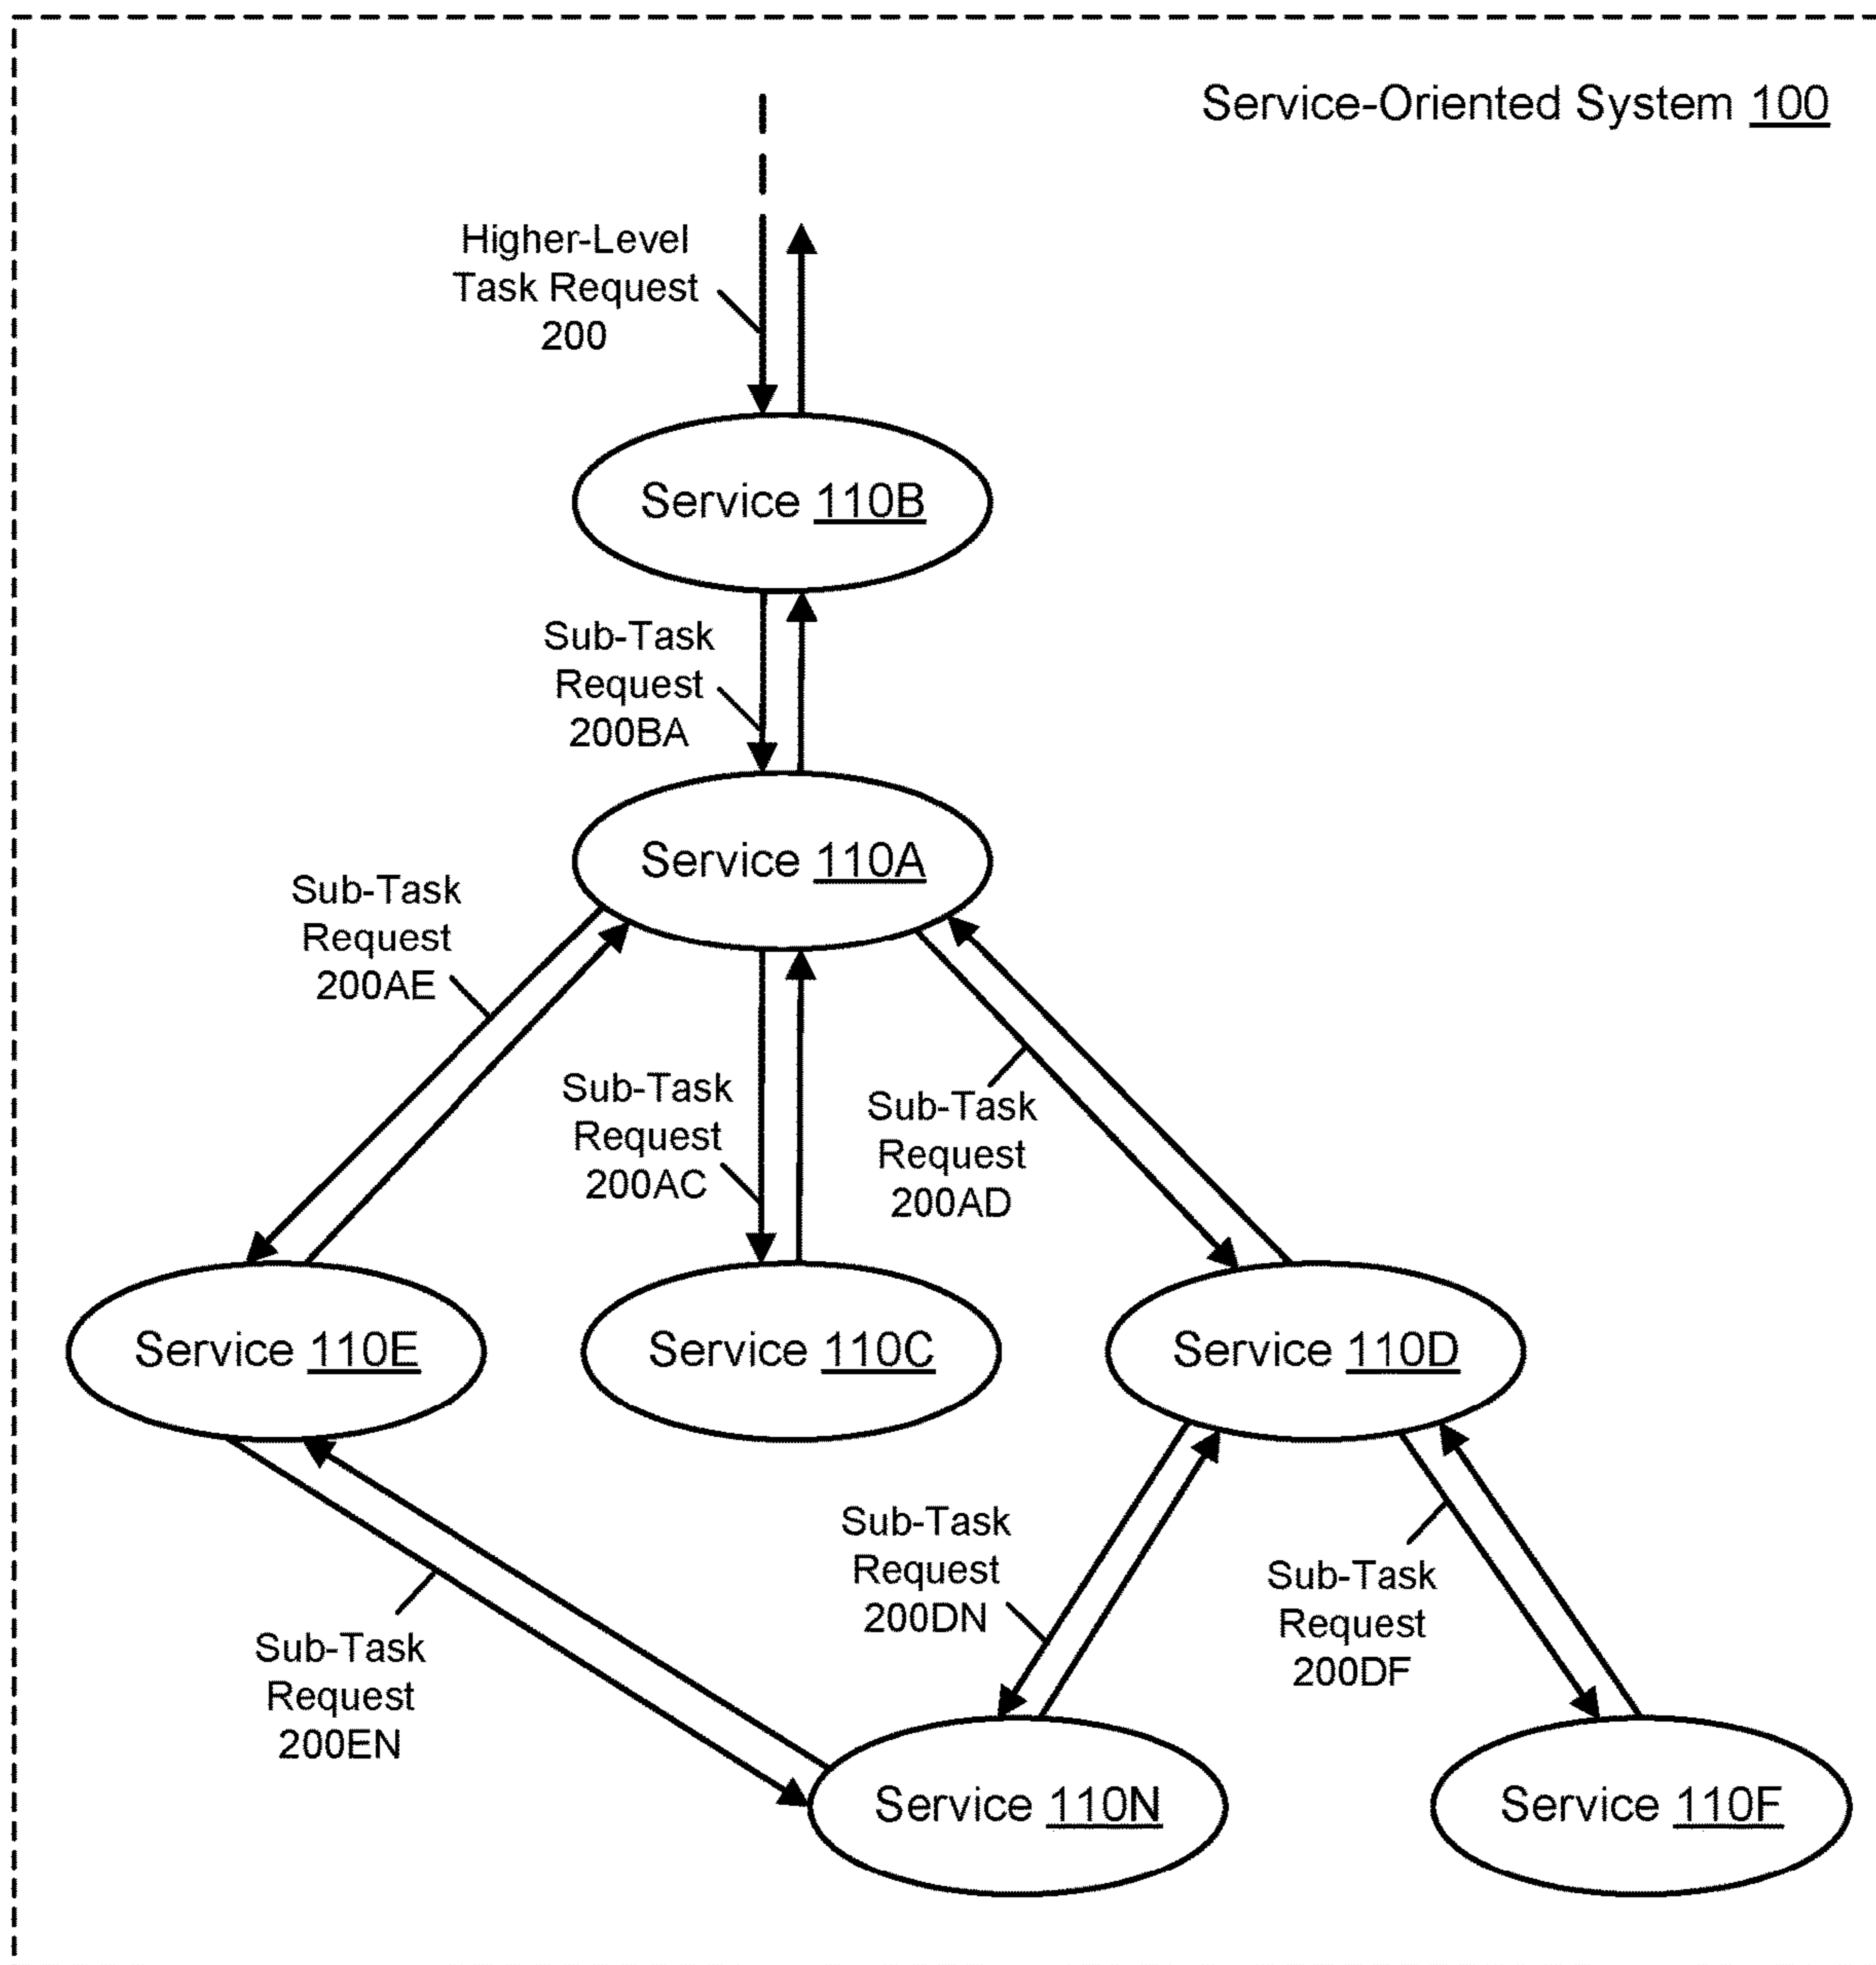 Service-Oriented System 100
Higher-Level
Task Request
200
Service 110B
Sub-Task
Request
200BA
Service 110A
Sub-Task
Request
200AE
Sub-Task
Request
200AC
Sub-Task
Request
200AD
Service 110E
Service 110C
Service 110D
Sub-Task
Request
200DN
Sub-Task
Request
200DF
Sub-Task
Request
200EN
Service 110N
Service 110F